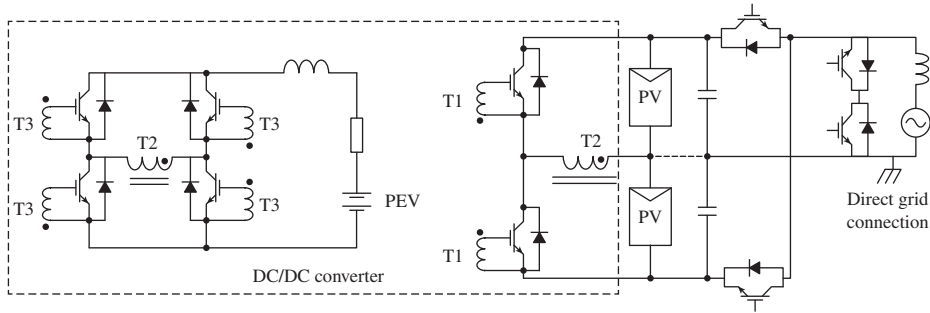 T3
T3
T2
T3
T3
PEV
DC/DC converter
T1
T2
T1
PV
PV
Direct grid
connection